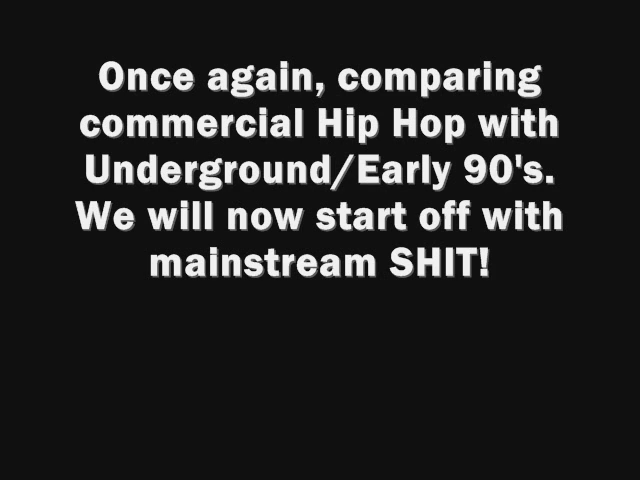 Once again, comparing
commercial Hip Hop with
Underground/Early 90's.
We will now start off with
mainstream SHIT!